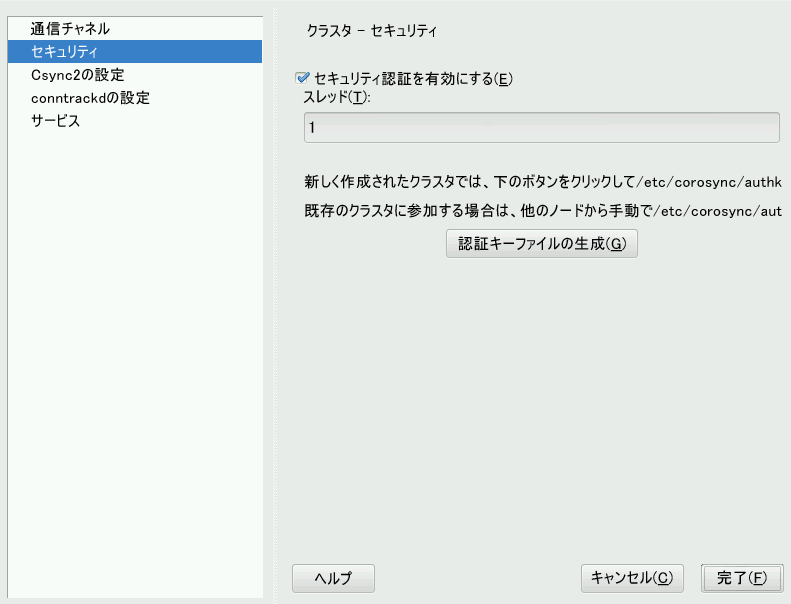 通信チャネル
セキュリティ
Csync2の設定
conntrackdの設定
サービス
クラスタ - セキュリティ
セキュリティ認証を有効にする(E)
スレッド(T):
1
新しく作成されたクラスタでは、下のボタンをクリックして/etc/corosync/authk
既存のクラスタに参加する場合は、他のノードから手動で/etc/corosync/aut
認証キーファイルの生成(G)
ヘルプ
キャンセル(C)
完了(F)